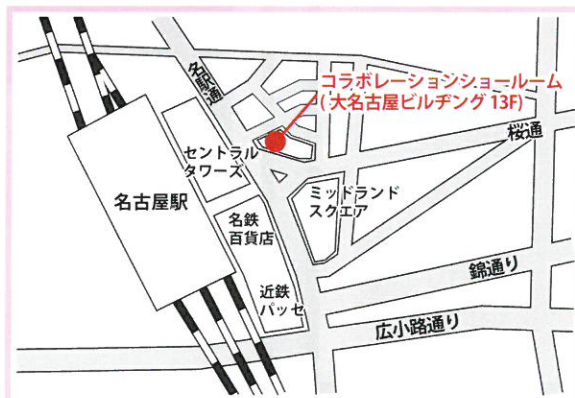 名駅通
コラボレーションショールーム
(大名古屋ビルヂング 13F)
桜通
セントラル
タワーズ
ミッドランド
スクエア
名古屋駅
名鉄
百貨店
錦通り
近鉄
パッセ
広小路通り